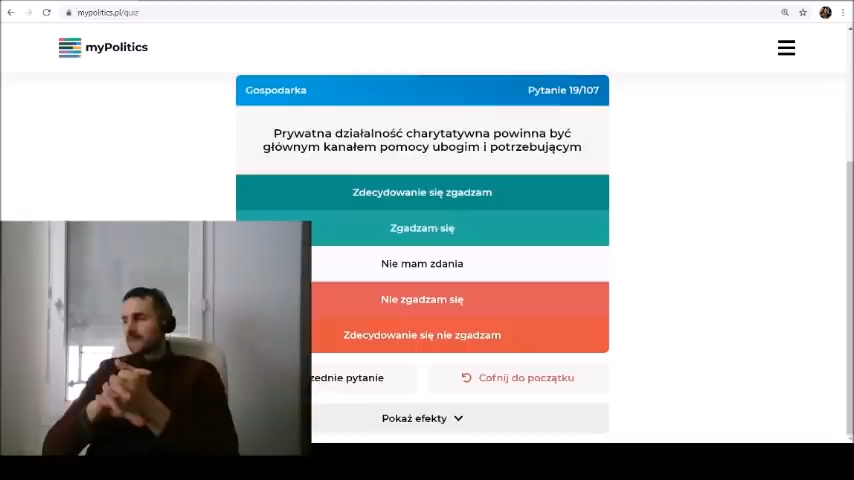 mypolitics.pl/quiz
myPolitics
Gospodarka
Pytanie 19/107
Prywatna działalność charytatywna powinna być
głównym kanałem pomocy ubogim i potrzebującym
Zdecydowanie się zgadzam
Zgadzam się
Nie mam zdania
Nie zgadzam się
Zdecydowanie się nie zgadzam
pytanie
Cofnij do początku
Pokaż efekty